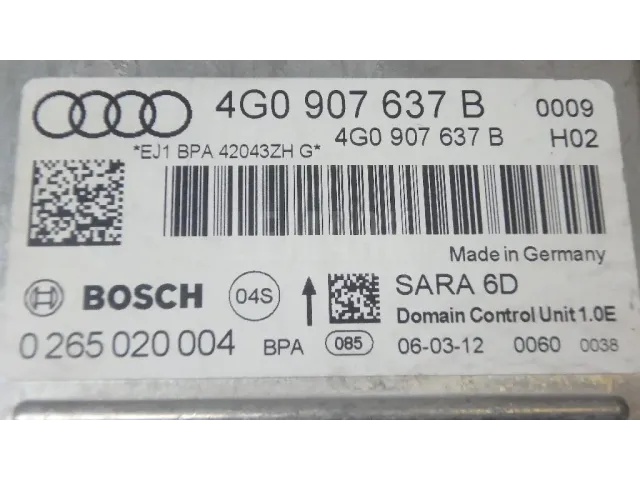 4G0 907 637 B 0009
4G0 907 637 B H02
*EJ1 BPA 42043ZH G*
Made in Germany
BOSCH 04S SARA 6D
Domain Control Unit 1.0E
0 265 020 004 BPA 085 06-03-12 0060 0038